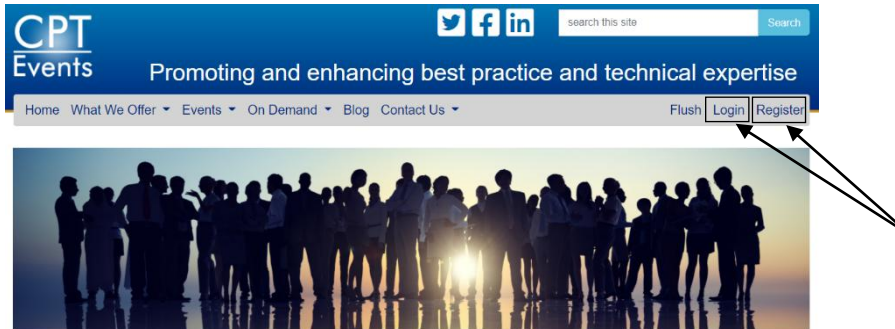 CPT
Events
search this site Search
Promoting and enhancing best practice and technical expertise
Home What We Offer Events On Demand Blog Contact Us Flush Login Register